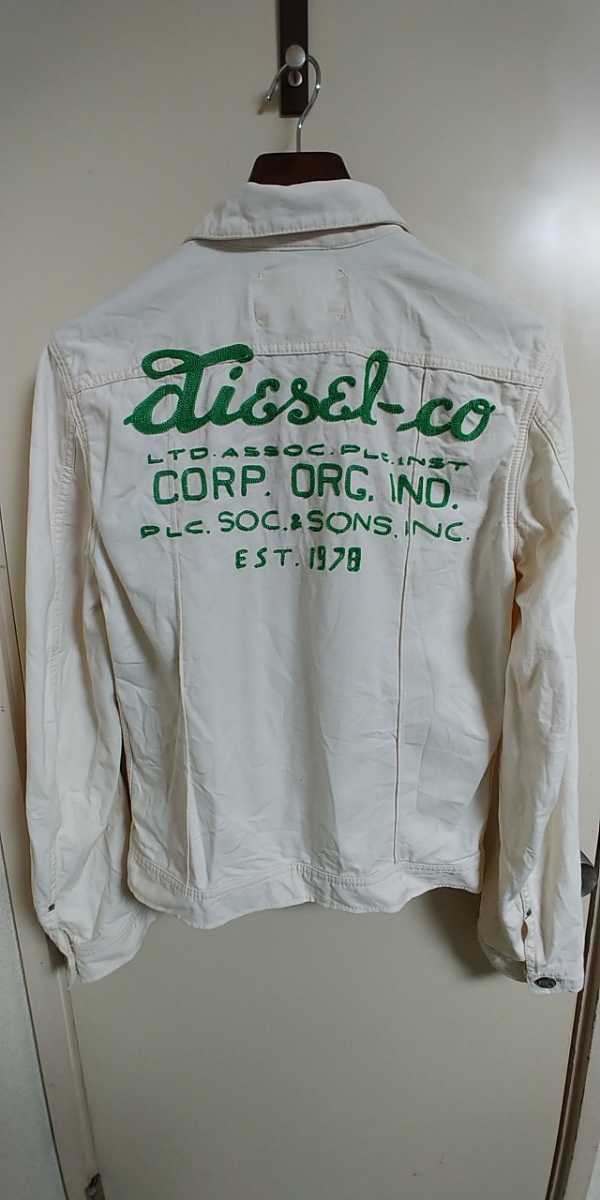 diesel-co
LTD. ASSOC. PLC. INST
CORP. ORG. IND.
PLC. SOC. & SONS. INC.
EST. 1978